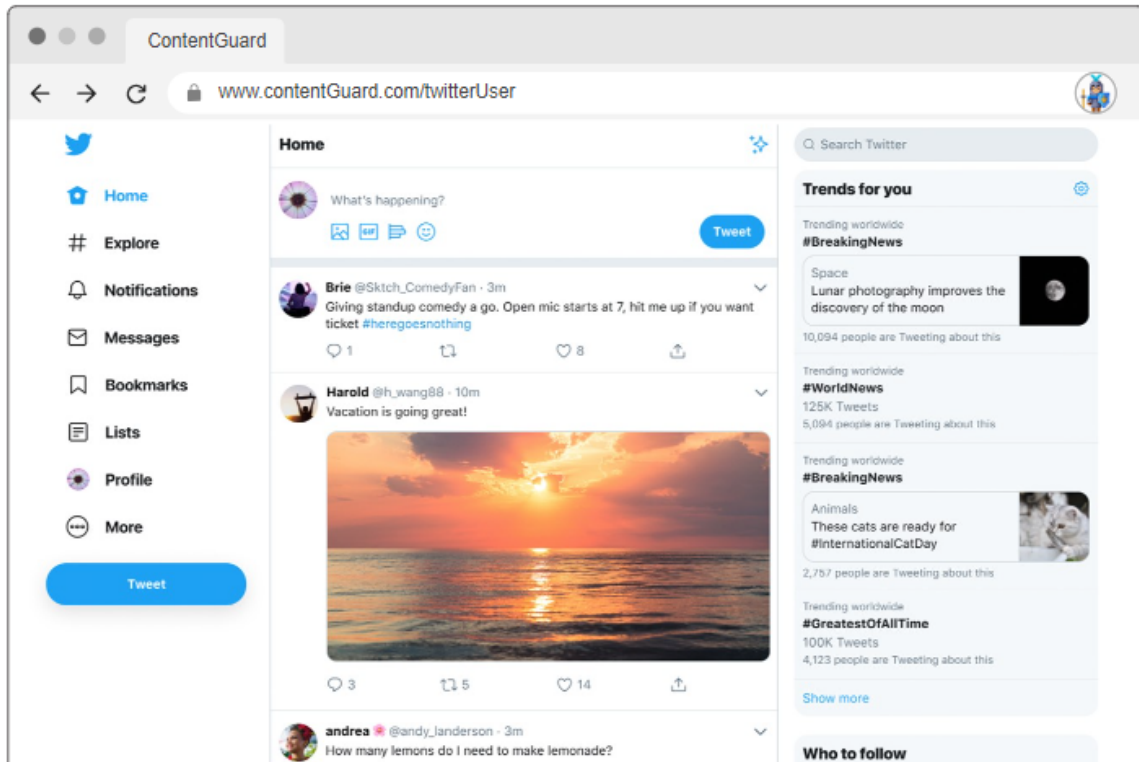 ContentGuard
www.contentGuard.com/twitterUser
Home
Explore
Notifications
Messages
Bookmarks
Lists
Profile
More
Tweet
Home
What's happening?
GIF
Tweet
Brie @Sktch_ComedyFan · 3m
Giving standup comedy a go. Open mic starts at 7, hit me up if you want
ticket #heregoesnothing
1
8
Harold @h_wang88 · 10m
Vacation is going great!
3
5
14
andrea @andy_landerson · 3m
How many lemons do I need to make lemonade?
Search Twitter
Trends for you
Trending worldwide
#BreakingNews
Space
Lunar photography improves the
discovery of the moon
10,094 people are Tweeting about this
Trending worldwide
#WorldNews
125K Tweets
5,094 people are Tweeting about this
Trending worldwide
#BreakingNews
Animals
These cats are ready for
#InternationalCatDay
2,757 people are Tweeting about this
Trending worldwide
#GreatestOfAllTime
100K Tweets
4,123 people are Tweeting about this
Show more
Who to follow